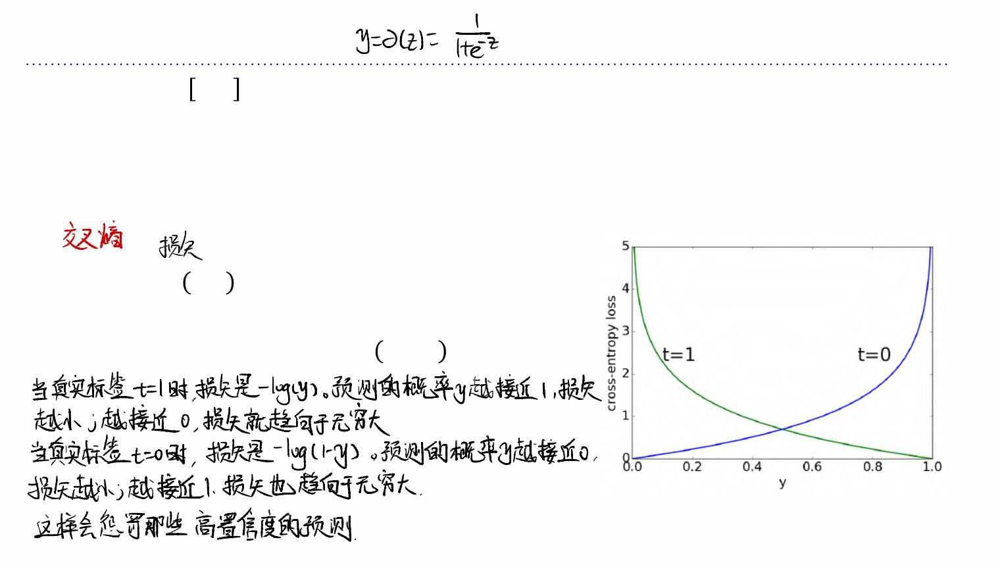 y=∂(z)= 1/(1+e^-z)
[ ]
交叉熵 损失
( )
( )
当真实标签 t=1时,损失是-log(y)。预测的概率y越接近1,损失
越小;越接近0,损失就趋向于无穷大
当真实标签 t=0时,损失是-log(1-y)。预测的概率y越接近0,
损失越小;越接近1、损失也趋向于无穷大.
这样会惩罚那些高置信度的预测.
5
4
3
2
1
0
cross-entropy loss
t=1
t=0
0.0 0.2 0.4 0.6 0.8 1.0
y